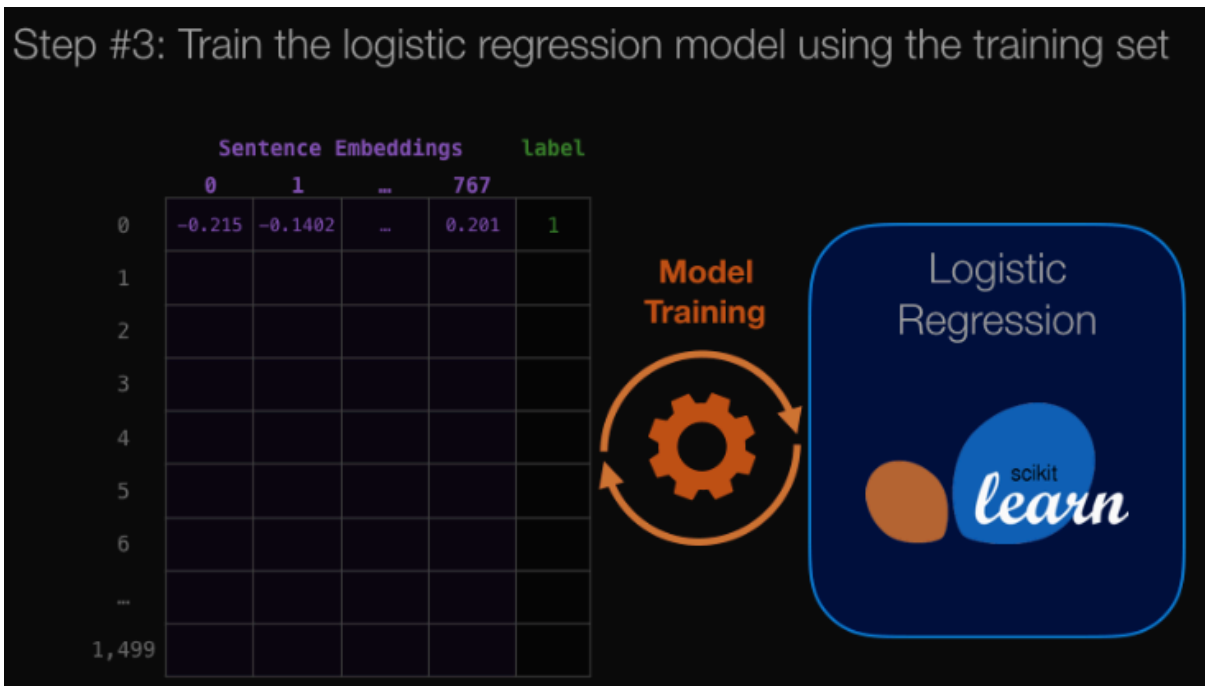 Step #3: Train the logistic regression model using the training set
Sentence Embeddings label
0 1 … 767
0 -0.215 -0.1402 … 0.201 1
1
2
3
4
5
6
…
1,499
Model
Training
Logistic
Regression
scikit
learn